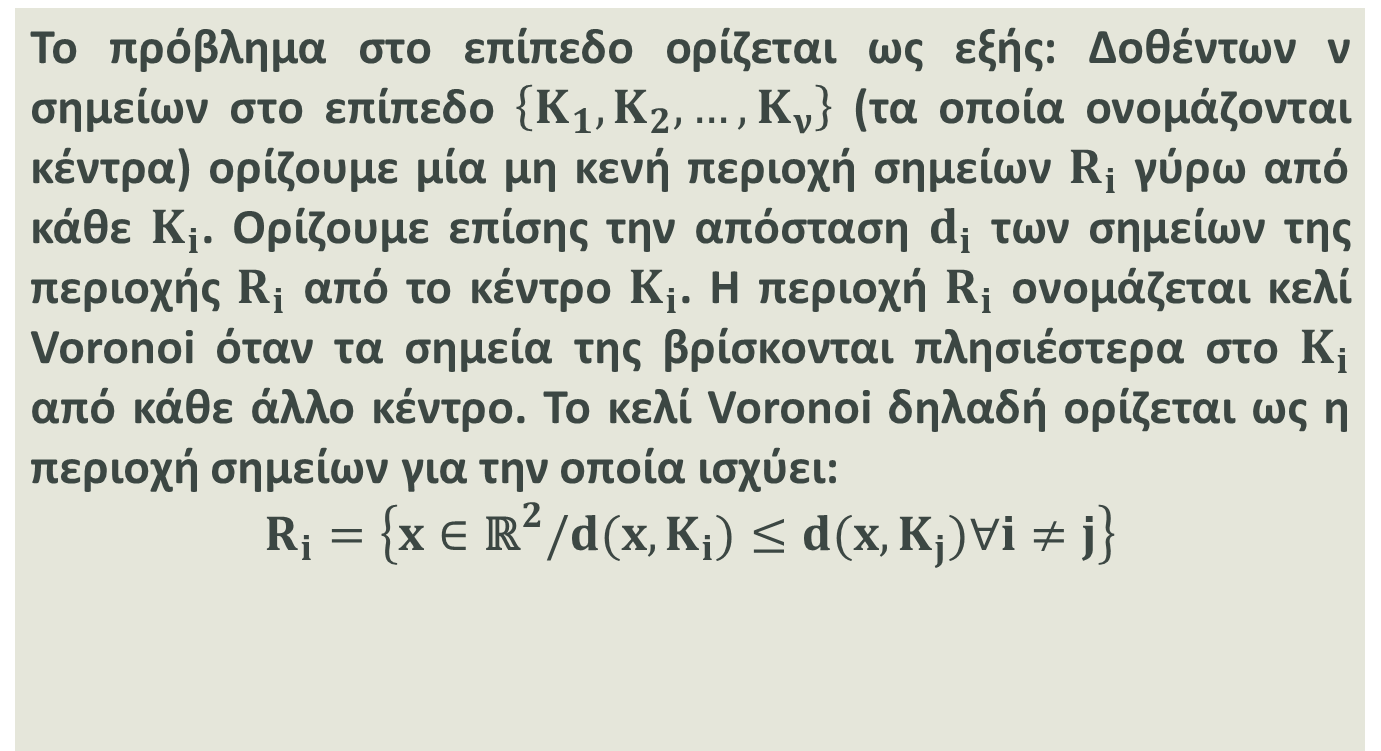 Το πρόβλημα στο επίπεδο ορίζεται ως εξής: Δοθέντων ν
σημείων στο επίπεδο {K₁, K₂, … , Kᵥ} (τα οποία ονομάζονται
κέντρα) ορίζουμε μία μη κενή περιοχή σημείων Rᵢ γύρω από
κάθε Kᵢ. Ορίζουμε επίσης την απόσταση dᵢ των σημείων της
περιοχής Rᵢ από το κέντρο Kᵢ. Η περιοχή Rᵢ ονομάζεται κελί
Voronoi όταν τα σημεία της βρίσκονται πλησιέστερα στο Kᵢ
από κάθε άλλο κέντρο. Το κελί Voronoi δηλαδή ορίζεται ως η
περιοχή σημείων για την οποία ισχύει:
Rᵢ = {x ∈ ℝ²/d(x, Kᵢ) ≤ d(x, Kⱼ)∀i ≠ j}